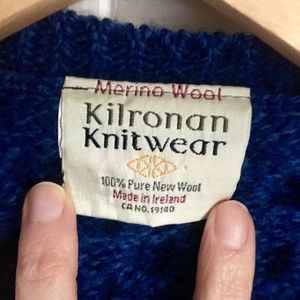 Merino Wool
Kilronan
Knitwear
100% Pure New Wool
Made in Ireland
CA NO. 19180